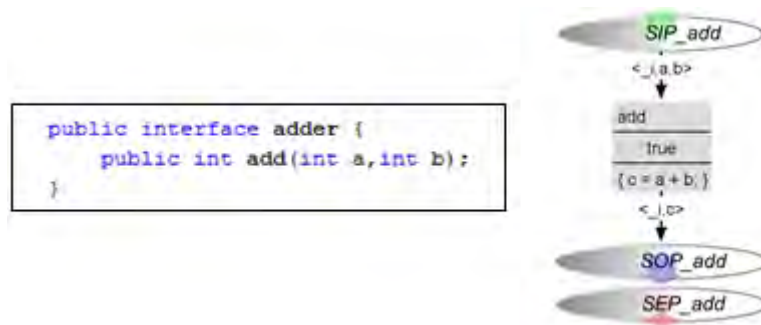 public interface adder {
public int add(int a,int b);
}
SIP_add
<_i,a,b>
add
true
{ c = a + b; }
<_i,c>
SOP_add
SEP_add